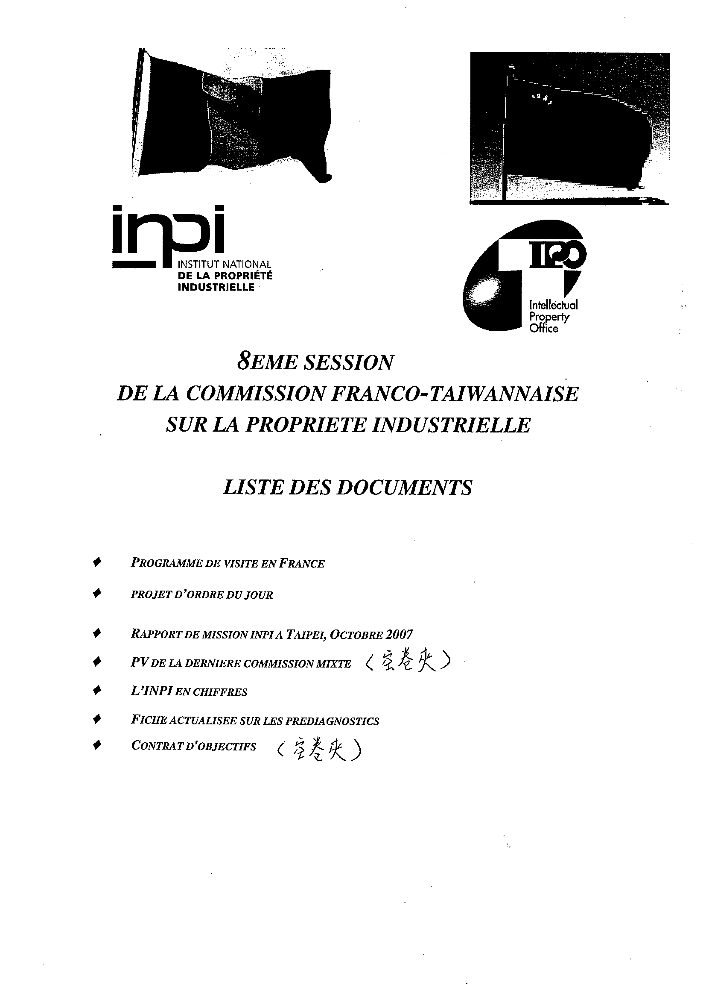 inpi
INSTITUT NATIONAL
DE LA PROPRIÉTÉ
INDUSTRIELLE
IPO
Intellectual
Property
Office
8EME SESSION
DE LA COMMISSION FRANCO-TAIWANNAISE
SUR LA PROPRIETE INDUSTRIELLE
LISTE DES DOCUMENTS
♦ PROGRAMME DE VISITE EN FRANCE
♦ PROJET D'ORDRE DU JOUR
♦ RAPPORT DE MISSION INPI A TAIPEI, OCTOBRE 2007
♦ PV DE LA DERNIERE COMMISSION MIXTE (空卷夾)
♦ L'INPI EN CHIFFRES
♦ FICHE ACTUALISEE SUR LES PREDIAGNOSTICS
♦ CONTRAT D'OBJECTIFS (空卷夾)